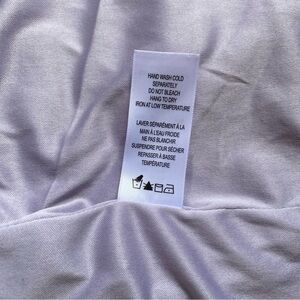 HAND WASH COLD
SEPARATELY
DO NOT BLEACH
HANG TO DRY
IRON AT LOW TEMPERATURE
LAVER SÉPARÉMENT À LA
MAIN À L'EAU FROIDE
NE PAS BLANCHIR
SUSPENDRE POUR SÉCHER
REPASSER À BASSE
TEMPÉRATURE